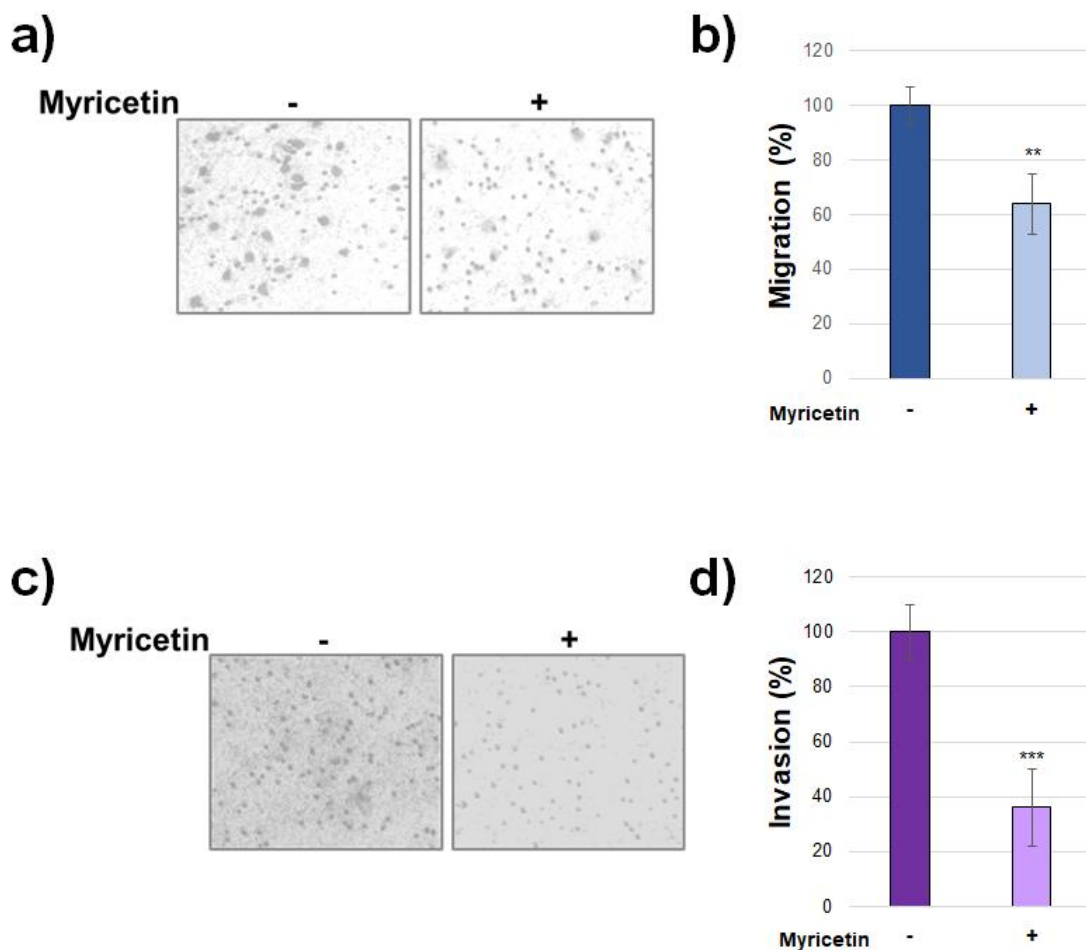 a)
Myricetin - +
b)
120
100
80
60
40
20
0
Migration (%)
**
Myricetin - +
c)
Myricetin - +
d)
120
100
80
60
40
20
0
Invasion (%)
***
Myricetin - +